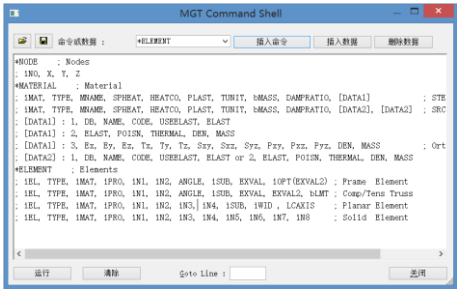 MGT Command Shell
命令或数据： *ELEMENT 插入命令 插入数据 删除数据
*NODE ; Nodes
; iNO, X, Y, Z
*MATERIAL ; Material
; iMAT, TYPE, MNAME, SPHEAT, HEATCO, PLAST, TUNIT, bMASS, DAMPRATIO, [DATA1] ; STE
; iMAT, TYPE, MNAME, SPHEAT, HEATCO, PLAST, TUNIT, bMASS, DAMPRATIO, [DATA2], [DATA2] ; SRC
; [DATA1] : 1, DB, NAME, CODE, USEELAST, ELAST
; [DATA1] : 2, ELAST, POISN, THERMAL, DEN, MASS
; [DATA1] : 3, Ex, Ey, Ez, Tx, Ty, Tz, Sxy, Sxz, Syz, Pxy, Pxz, Pyz, DEN, MASS ; Ort
; [DATA2] : 1, DB, NAME, CODE, USEELAST, ELAST or 2, ELAST, POISN, THERMAL, DEN, MASS
*ELEMENT ; Elements
; iEL, TYPE, iMAT, iPRO, iN1, iN2, ANGLE, iSUB, EXVAL, iOPT(EXVAL2) ; Frame Element
; iEL, TYPE, iMAT, iPRO, iN1, iN2, ANGLE, iSUB, EXVAL, EXVAL2, bLMT ; Comp/Tens Truss
; iEL, TYPE, iMAT, iPRO, iN1, iN2, iN3, iN4, iSUB, iWID , LCAXIS ; Planar Element
; iEL, TYPE, iMAT, iPRO, iN1, iN2, iN3, iN4, iN5, iN6, iN7, iN8 ; Solid Element
运行 清除 Goto Line : 关闭